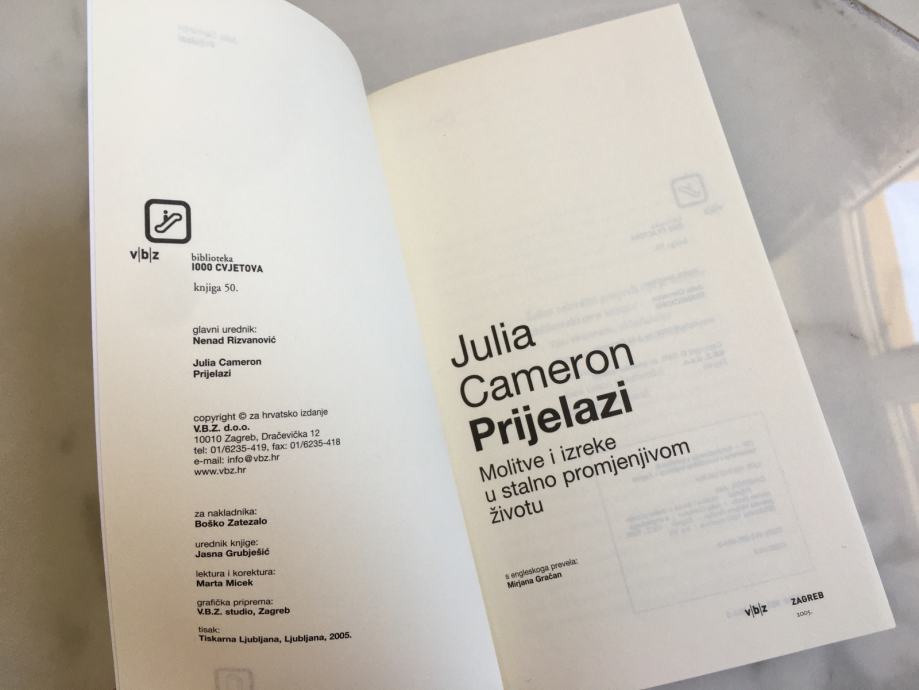 v|b|z
biblioteka
1000 CVJETOVA
knjiga 50.
glavni urednik:
Nenad Rizvanović
Julia Cameron
Prijelazi
copyright © za hrvatsko izdanje
V.B.Z. d.o.o.
10010 Zagreb, Dračevička 12
tel: 01/6235-419, fax: 01/6235-418
e-mail: info@vbz.hr
www.vbz.hr
za nakladnika:
Boško Zatezalo
urednik knjige:
Jasna Grubješić
lektura i korektura:
Marta Micek
grafička priprema:
V.B.Z. studio, Zagreb
tisak:
Tiskarna Ljubljana, Ljubljana, 2005.
Julia
Cameron
Prijelazi
Molitve i izreke
u stalno promjenjivom
životu
s engleskoga prevela:
Mirjana Gračan
v|b|z ZAGREB
2005.